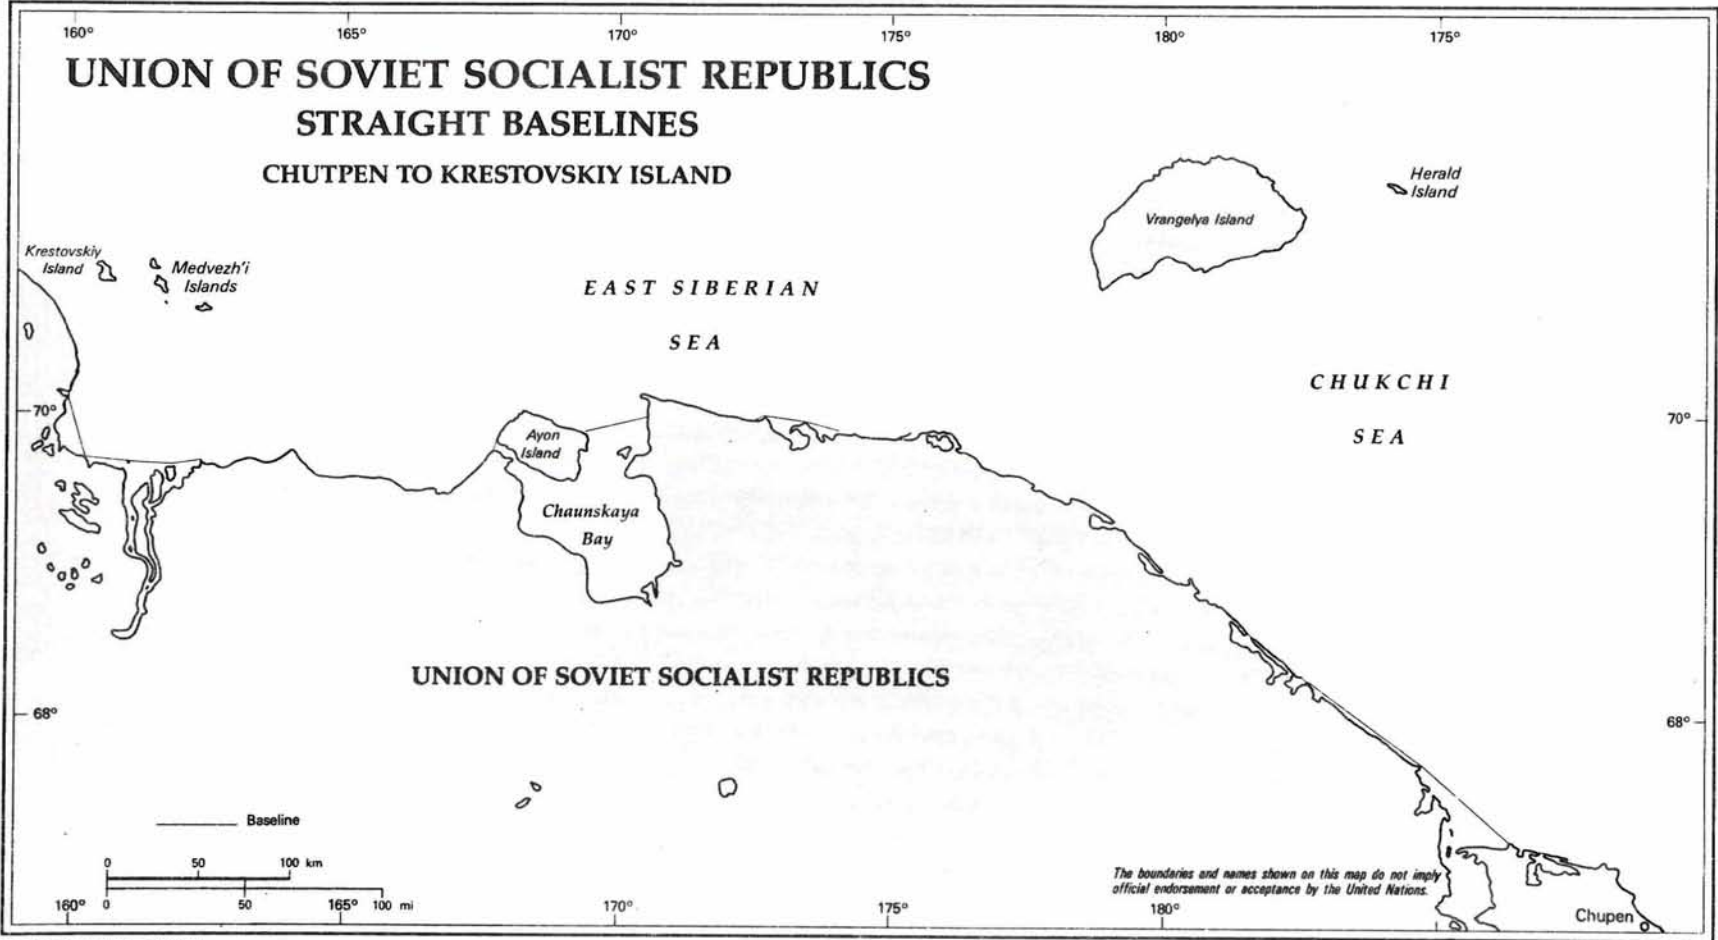 160° 165° 170° 175° 180° 175°
UNION OF SOVIET SOCIALIST REPUBLICS
STRAIGHT BASELINES
CHUTPEN TO KRESTOVSKIY ISLAND
Herald
Island
Vrangelya Island
Krestovskiy
Island
Medvezh'i
Islands
EAST SIBERIAN
SEA
CHUKCHI
SEA
70° 70°
Ayon
Island
Chaunskaya
Bay
UNION OF SOVIET SOCIALIST REPUBLICS
68° 68°
Baseline
0 50 100 km
0 50 100 mi
The boundaries and names shown on this map do not imply
official endorsement or acceptance by the United Nations.
Chupen
160° 165° 170° 175° 180° 175°